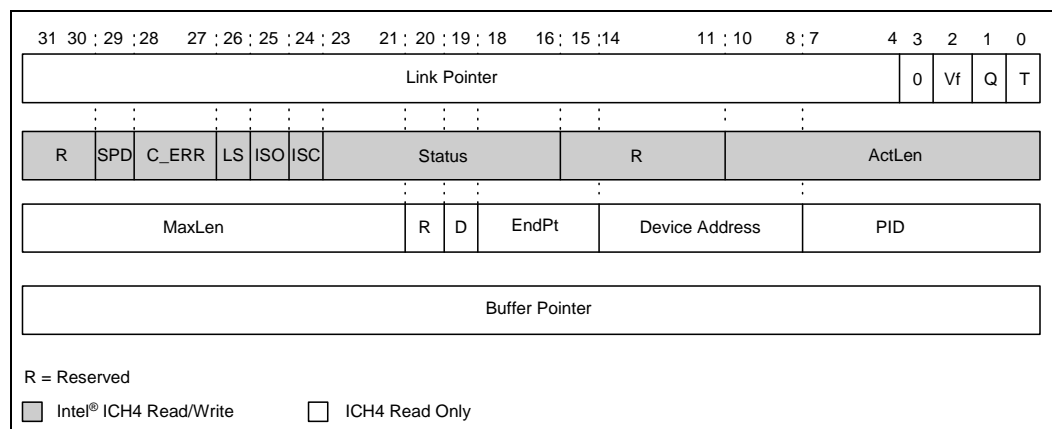 31 30 29 28 27 26 25 24 23 21 20 19 18 16 15 14 11 10 8 7 4 3 2 1 0
Link Pointer 0 Vf Q T
R SPD C_ERR LS ISO ISC Status R ActLen
MaxLen R D EndPt Device Address PID
Buffer Pointer
R = Reserved
Intel® ICH4 Read/Write ICH4 Read Only